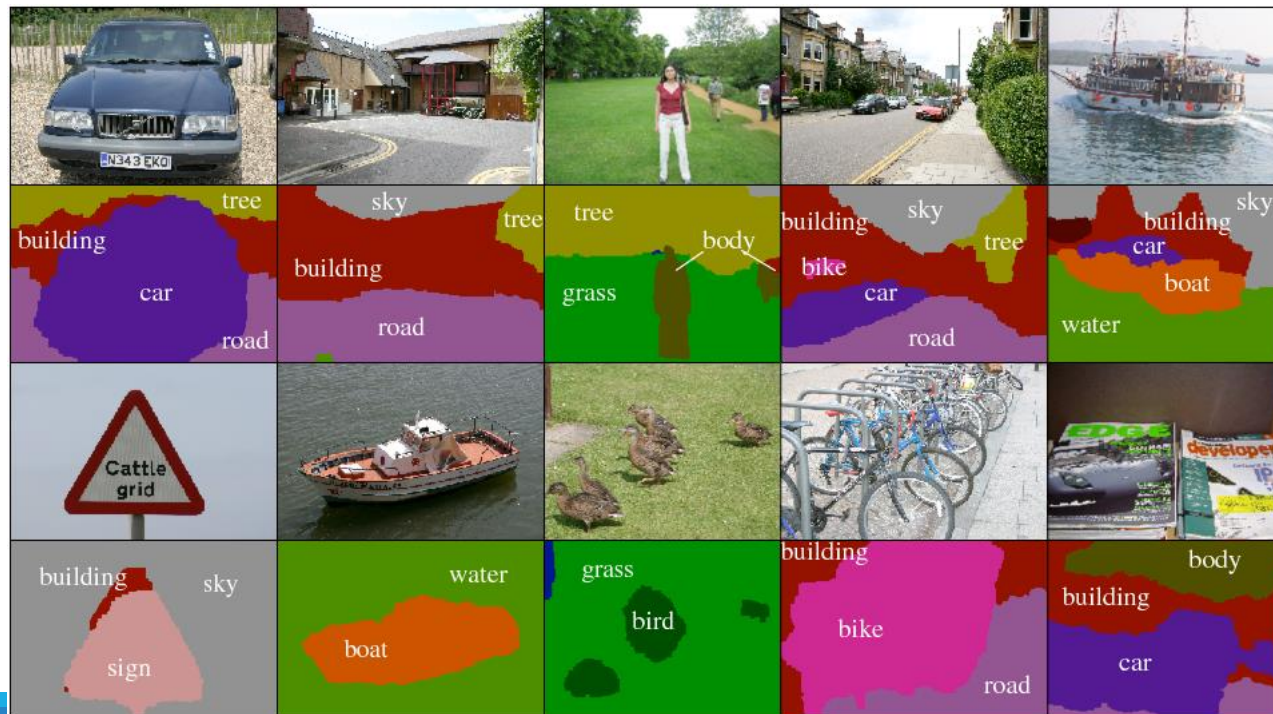 N343 EKO
tree
building
car
road
sky
tree
building
road
tree
body
grass
building
sky
tree
bike
car
road
building
sky
car
boat
water
Cattle
grid
EDGE
developer
building
sky
sign
water
boat
grass
bird
building
bike
road
body
building
car